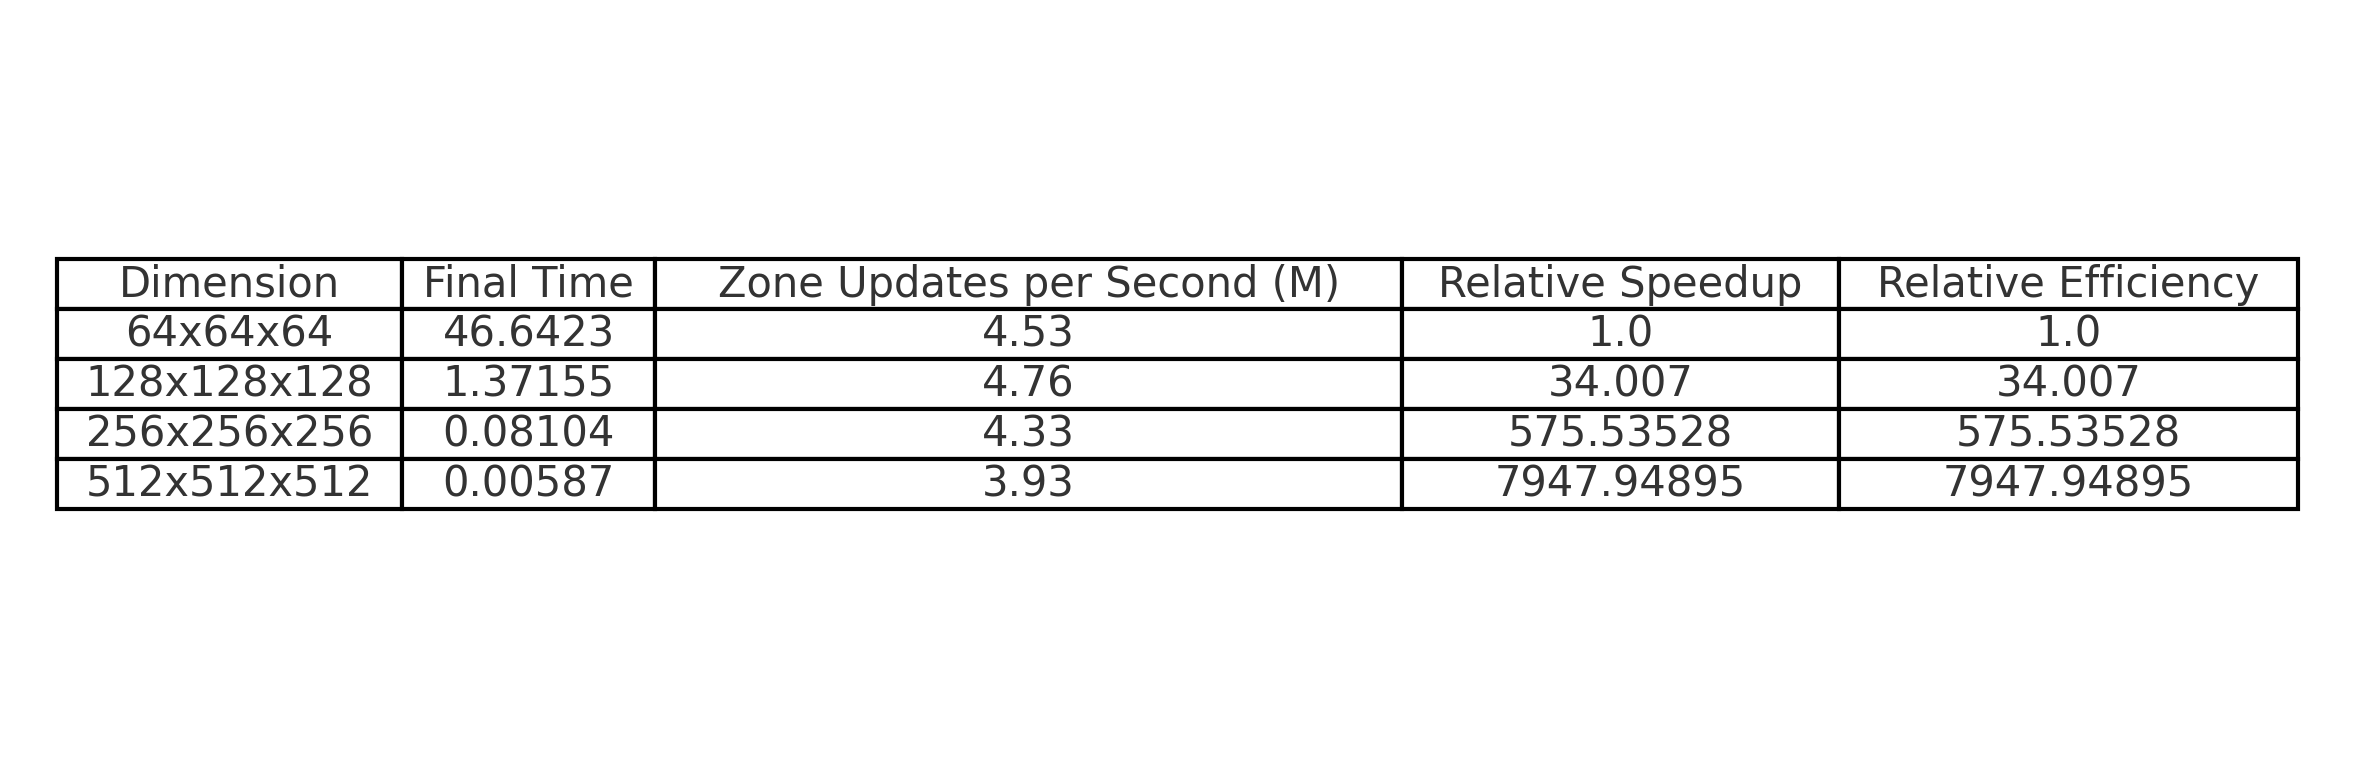 Dimension Final Time Zone Updates per Second (M) Relative Speedup Relative Efficiency
64x64x64 46.6423 4.53 1.0 1.0
128x128x128 1.37155 4.76 34.007 34.007
256x256x256 0.08104 4.33 575.53528 575.53528
512x512x512 0.00587 3.93 7947.94895 7947.94895